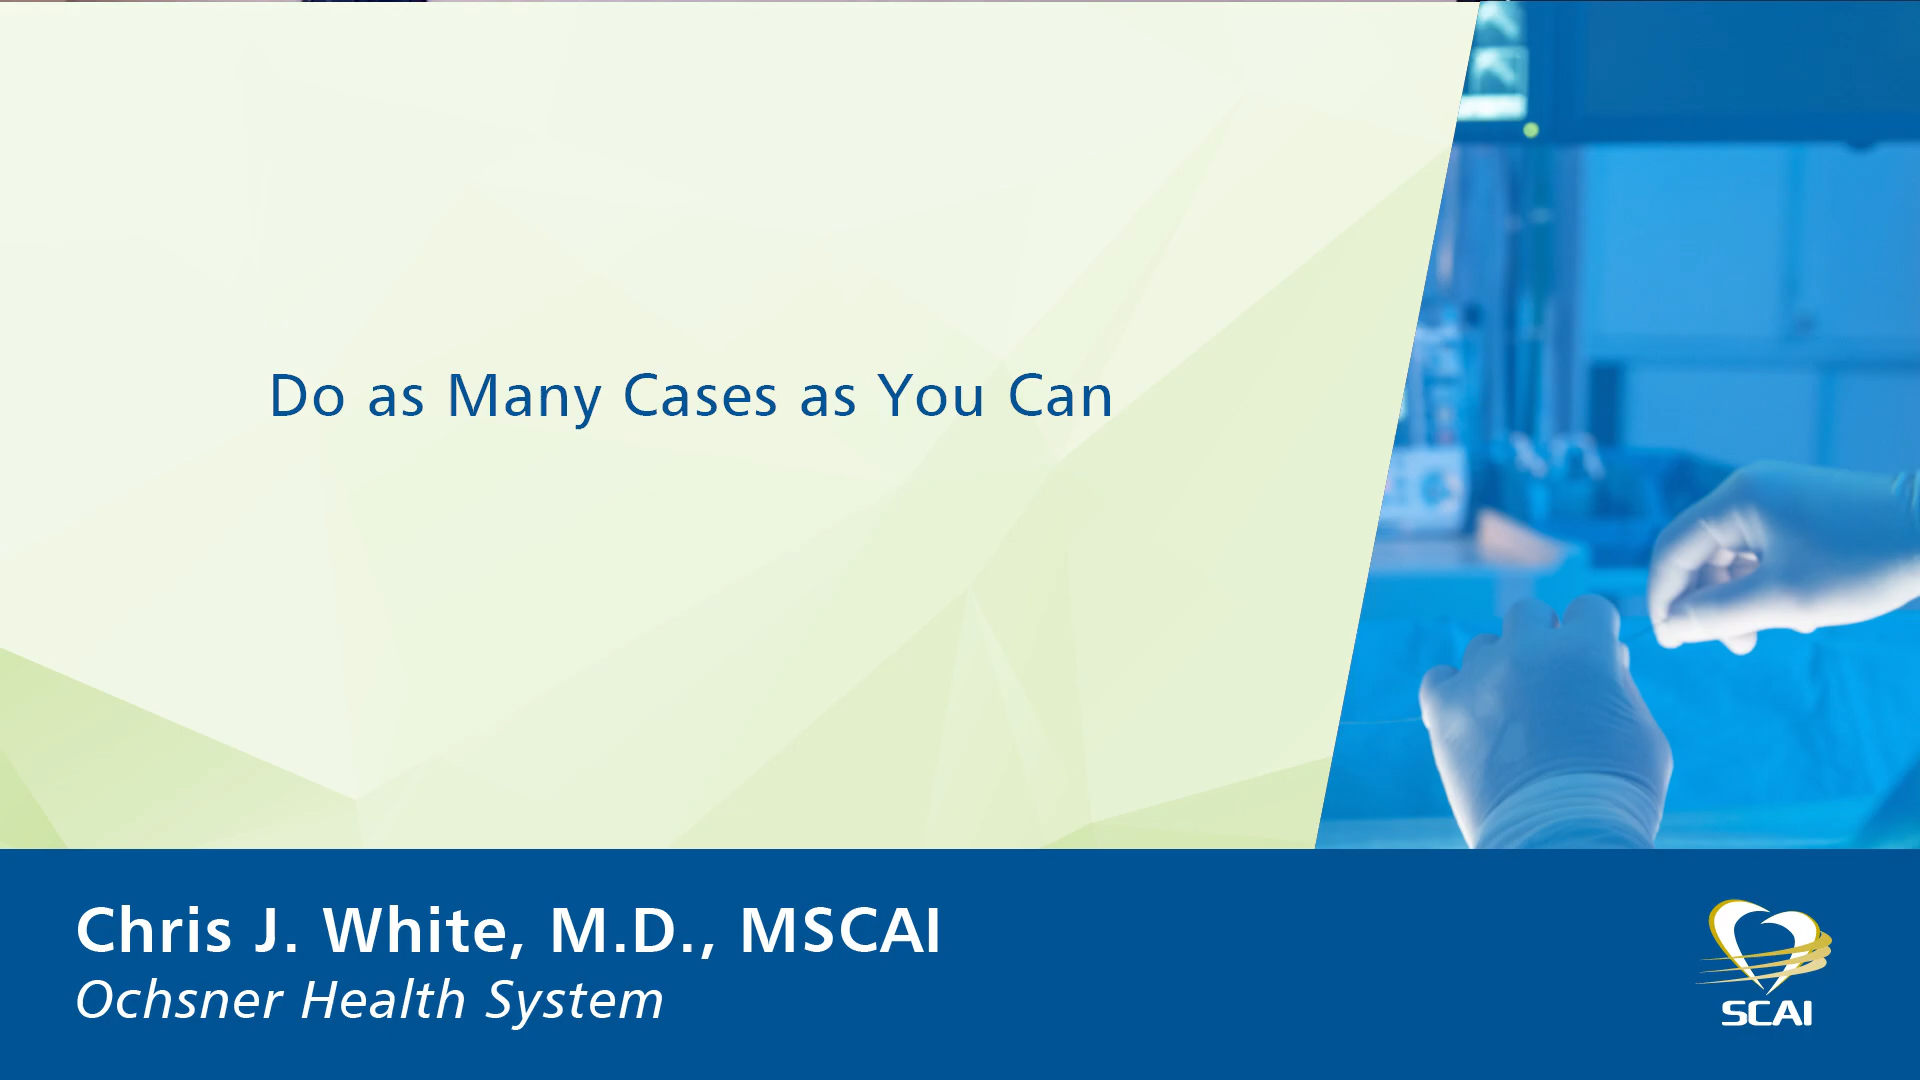 Do as Many Cases as You Can
Chris J. White, M.D., MSCAI
Ochsner Health System
SCAI